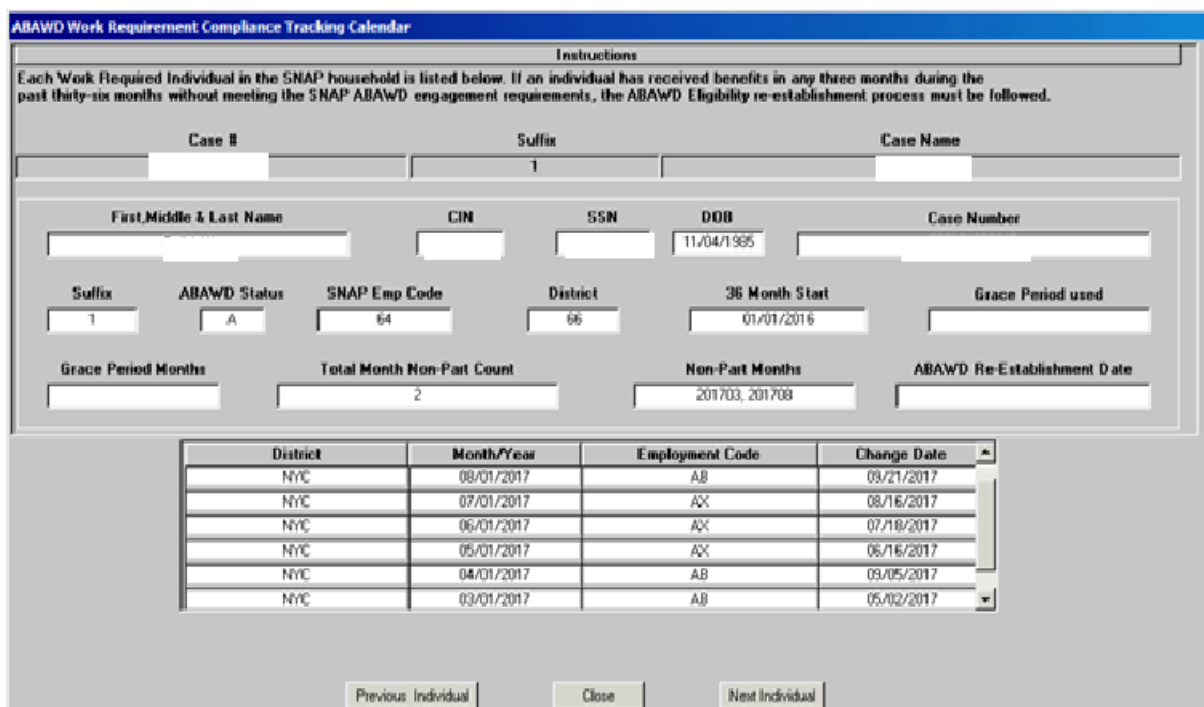 ABAWD Work Requirement Compliance Tracking Calendar
Instructions
Each Work Required Individual in the SNAP household is listed below. If an individual has received benefits in any three months during the
past thirty-six months without meeting the SNAP ABAWD engagement requirements, the ABAWD Eligibility re-establishment process must be followed.
Case # Suffix Case Name
1
First,Middle & Last Name CIN SSN DOB Case Number
11/04/1985
Suffix ABAWD Status SNAP Emp Code District 36 Month Start Grace Period used
1 A 64 66 01/01/2016
Grace Period Months Total Month Non-Part Count Non-Part Months ABAWD Re-Establishment Date
2 201703, 201708
District Month/Year Employment Code Change Date
NYC 08/01/2017 AB 09/21/2017
NYC 07/01/2017 AX 08/16/2017
NYC 06/01/2017 AX 07/18/2017
NYC 05/01/2017 AX 06/16/2017
NYC 04/01/2017 AB 09/05/2017
NYC 03/01/2017 AB 05/02/2017
Previous Individual Close Next Individual